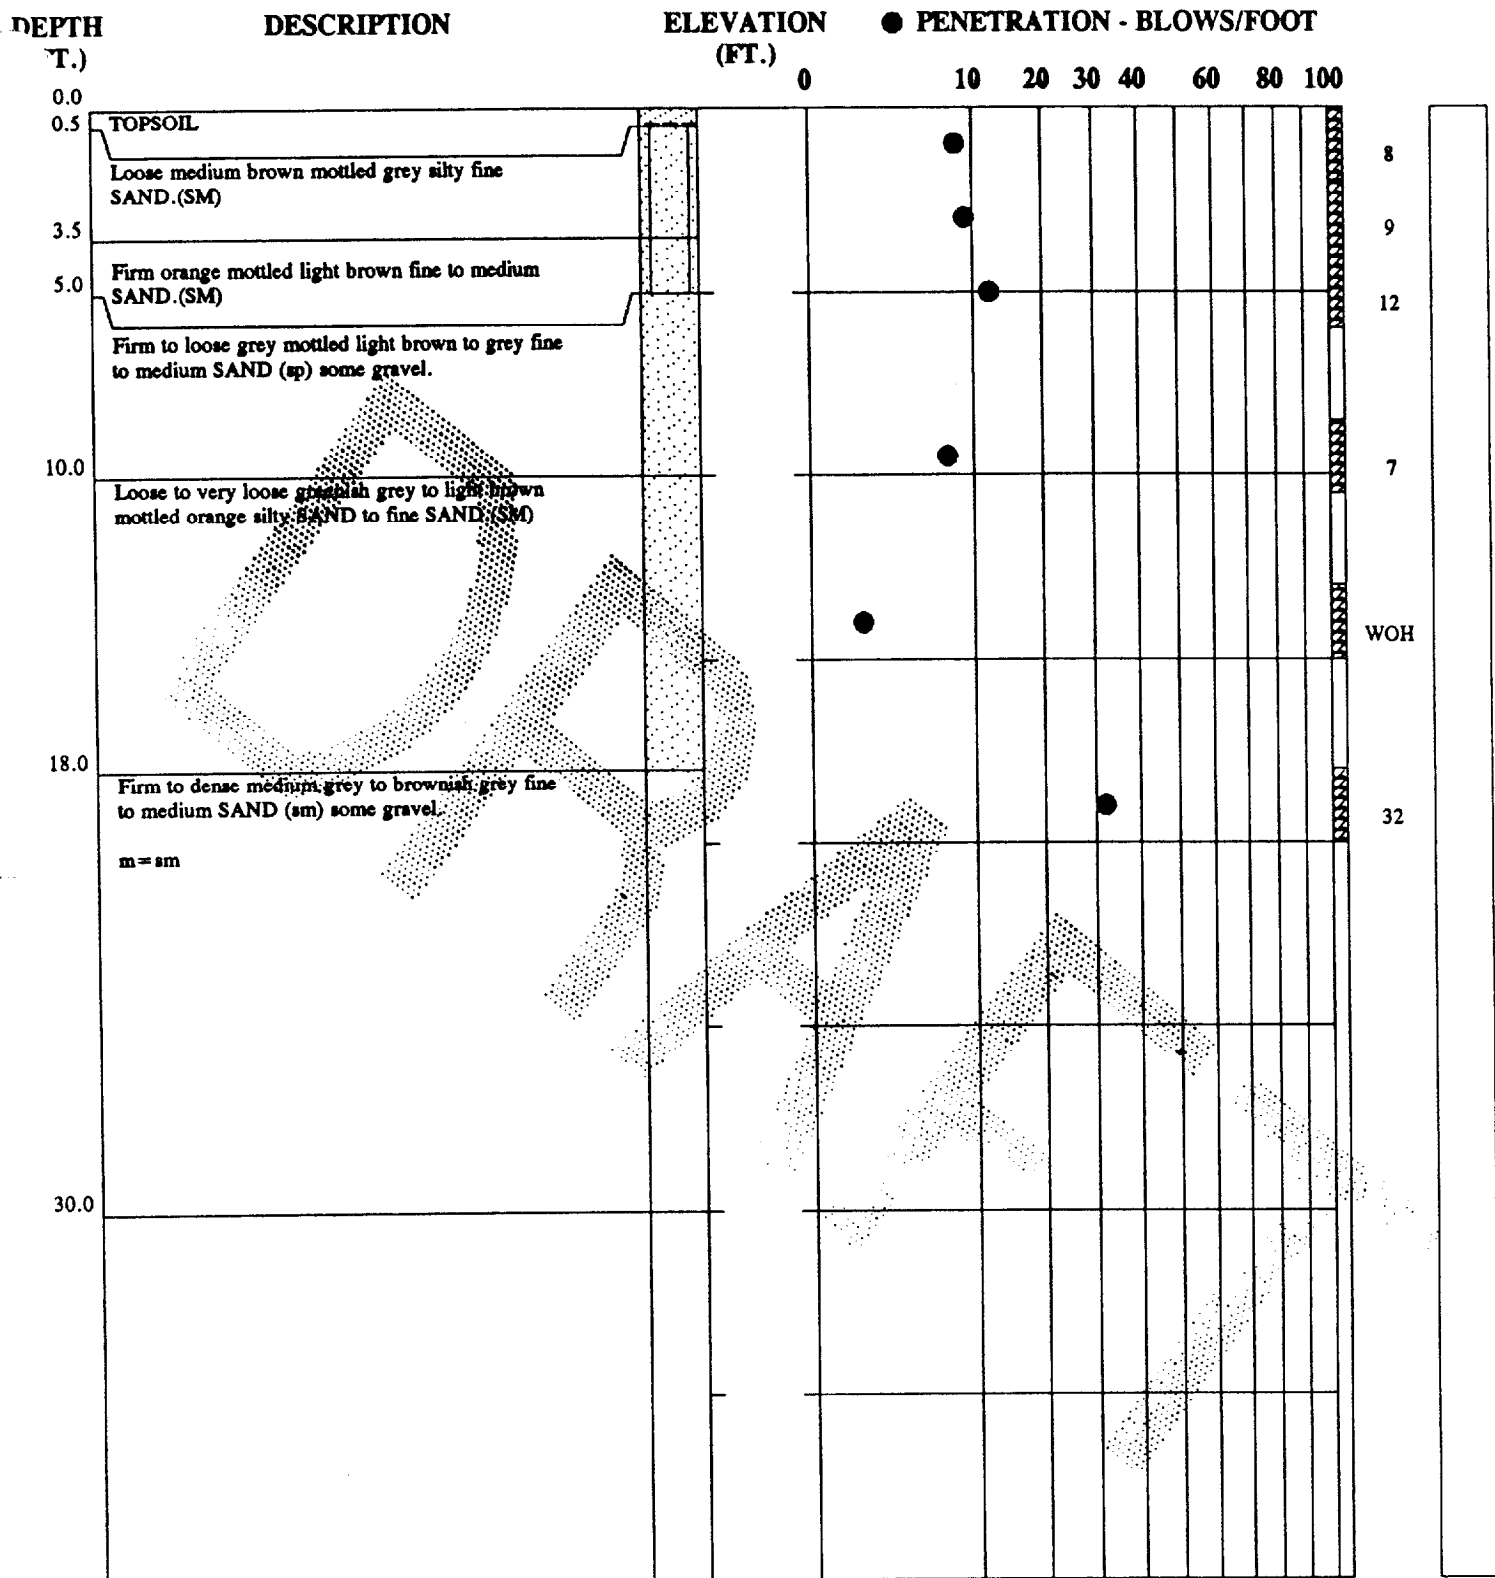 DEPTH DESCRIPTION ELEVATION PENETRATION - BLOWS/FOOT
T.) (FT.)
0 10 20 30 40 60 80 100
0.0
0.5 TOPSOIL
8
Loose medium brown mottled grey silty fine
SAND.(SM)
3.5 9
Firm orange mottled light brown fine to medium
5.0 SAND.(SM) 12
Firm to loose grey mottled light brown to grey fine
to medium SAND (sp) some gravel.
10.0 7
Loose to very loose greenish grey to light brown
mottled orange silty SAND to fine SAND (SM)
WOH
18.0
Firm to dense medium grey to brownish grey fine
to medium SAND (sm) some gravel. 32
m=sm
30.0
DRAFT